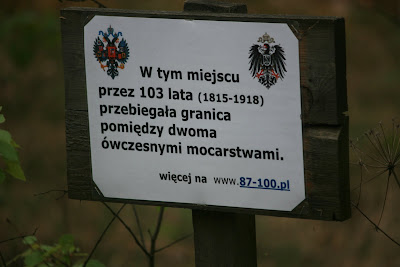 W tym miejscu
przez 103 lata (1815-1918)
przebiegała granica
pomiędzy dwoma
ówczesnymi mocarstwami.
więcej na www.87-100.pl